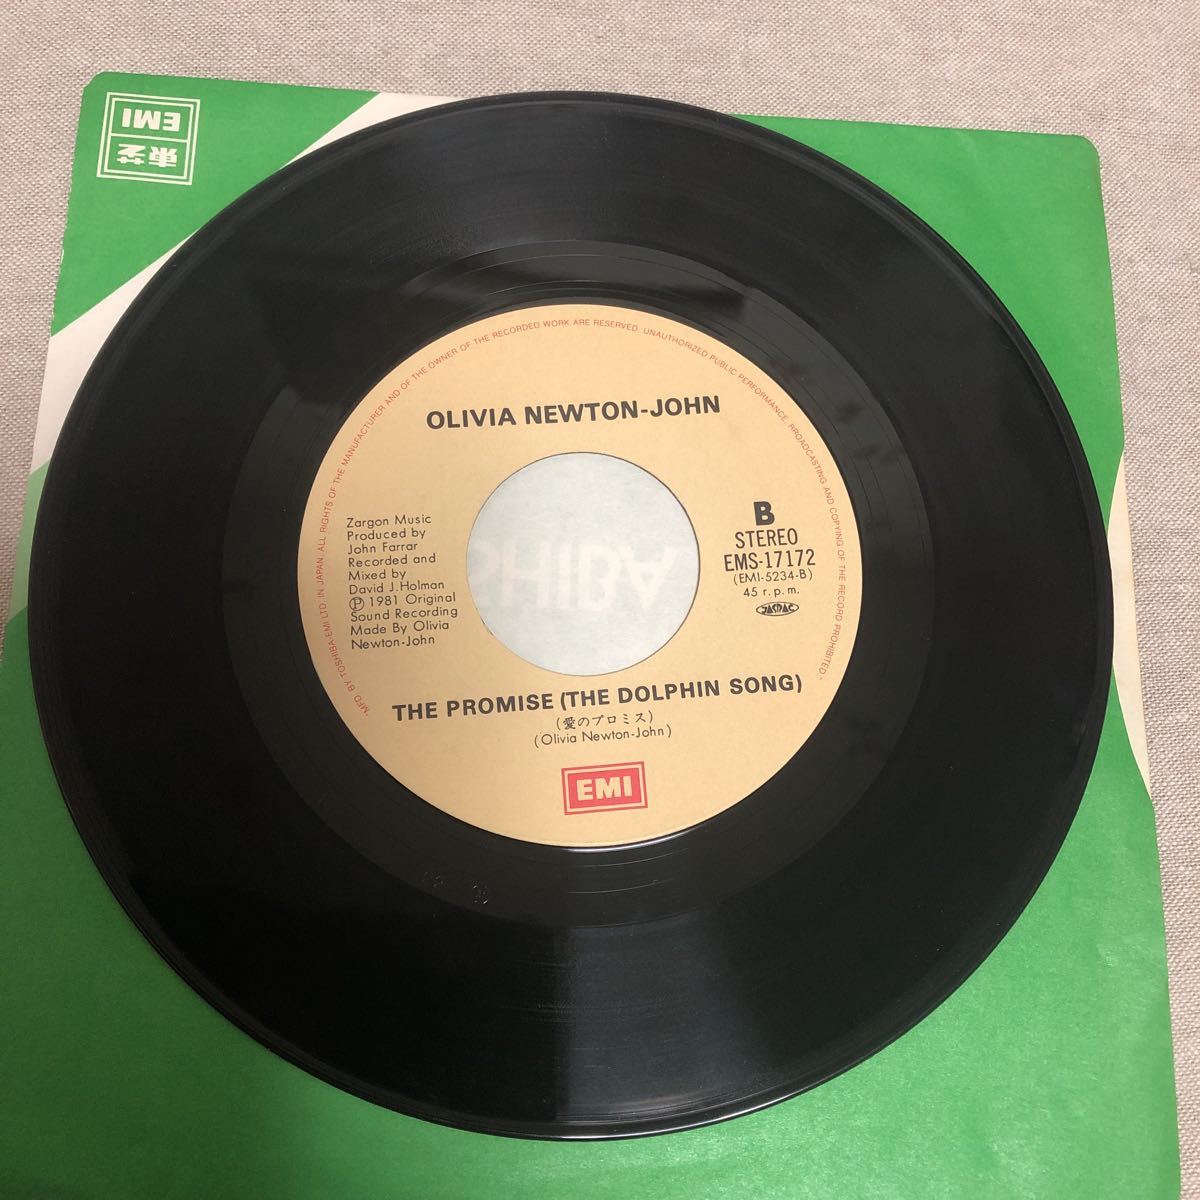 東芝
EMI
"MFD. BY TOSHIBA-EMI LTD. IN JAPAN. ALL RIGHTS OF THE MANUFACTURER AND OF THE OWNER OF THE RECORDED WORK ARE RESERVED. UNAUTHORIZED PUBLIC PERFORMANCE, BROADCASTING AND COPYING OF THE RECORD PROHIBITED"
OLIVIA NEWTON-JOHN
Zargon Music
Produced by
John Farrar
Recorded and
Mixed by
David J. Holman
Ⓟ 1981 Original
Sound Recording
Made By Olivia
Newton-John
SHIBA
B
STEREO
EMS-17172
(EMI-5234-B)
45 r.p.m.
JASRAC
THE PROMISE (THE DOLPHIN SONG)
(愛のプロミス)
(Olivia Newton-John)
EMI